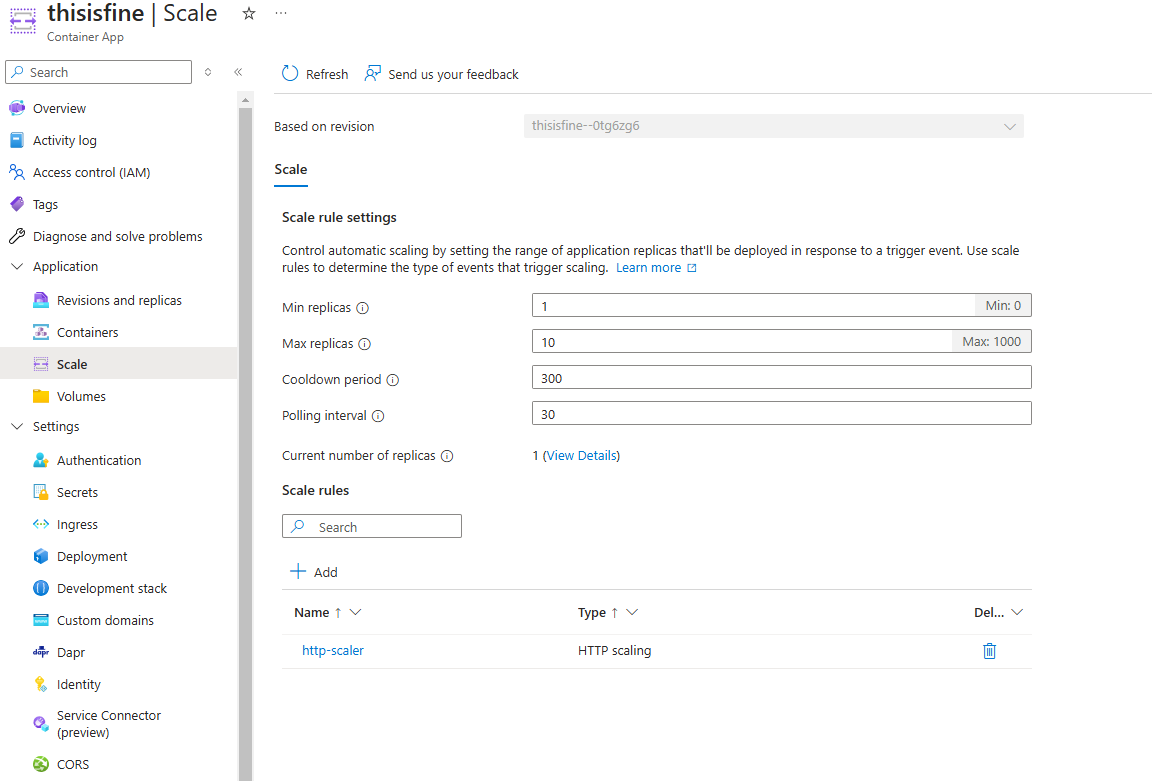 thisisfine | Scale
Container App
Search
Overview
Activity log
Access control (IAM)
Tags
Diagnose and solve problems
Application
Revisions and replicas
Containers
Scale
Volumes
Settings
Authentication
Secrets
Ingress
Deployment
Development stack
Custom domains
dapr Dapr
Identity
Service Connector
(preview)
CORS
Refresh Send us your feedback
Based on revision thisisfine--0tg6zg6
Scale
Scale rule settings
Control automatic scaling by setting the range of application replicas that'll be deployed in response to a trigger event. Use scale
rules to determine the type of events that trigger scaling. Learn more
Min replicas 1 Min: 0
Max replicas 10 Max: 1000
Cooldown period 300
Polling interval 30
Current number of replicas 1 (View Details)
Scale rules
Search
Add
Name Type Del...
http-scaler HTTP scaling